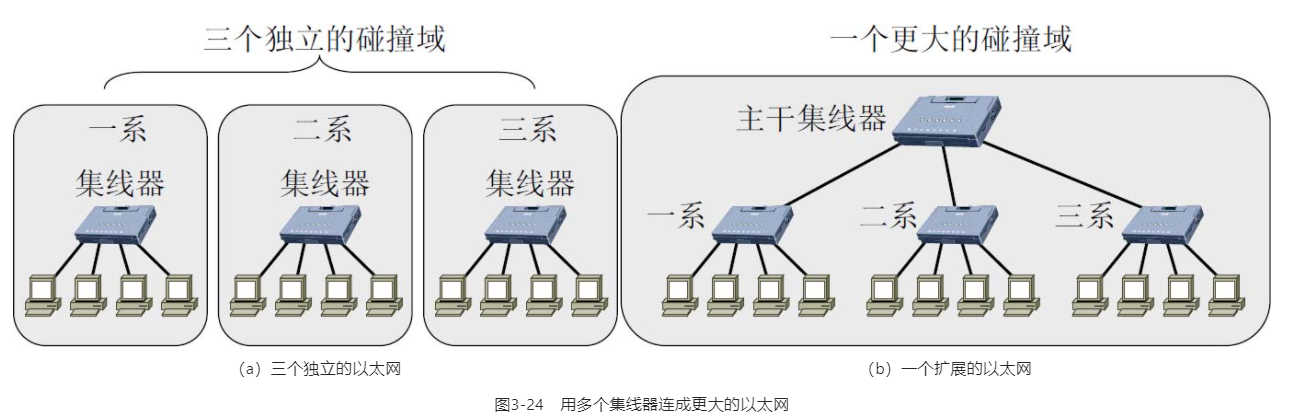 三个独立的碰撞域
一系
集线器
二系
集线器
三系
集线器
（a）三个独立的以太网
一个更大的碰撞域
主干集线器
一系
二系
三系
（b）一个扩展的以太网
图3-24 用多个集线器连成更大的以太网